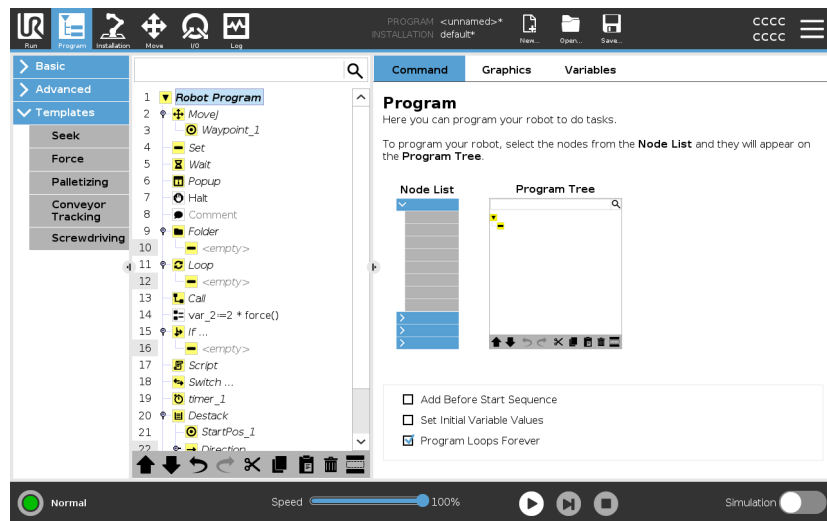 PROGRAM <unnamed>*
INSTALLATION default*
CCCC
CCCC
Run
Program
Installation
Move
I/O
Log
New...
Open...
Save...
Basic
Advanced
Templates
Seek
Force
Palletizing
Conveyor
Tracking
Screwdriving
1 Robot Program
2 MoveJ
3 Waypoint_1
4 Set
5 Wait
6 Popup
7 Halt
8 Comment
9 Folder
10 <empty>
11 Loop
12 <empty>
13 Call
14 var_2:=2 * force()
15 If ...
16 <empty>
17 Script
18 Switch ...
19 timer_1
20 Destack
21 StartPos_1
22 Direction
Command
Graphics
Variables
Program
Here you can program your robot to do tasks.
To program your robot, select the nodes from the Node List and they will appear on
the Program Tree.
Node List
Program Tree
Add Before Start Sequence
Set Initial Variable Values
Program Loops Forever
Normal
Speed
100%
Simulation